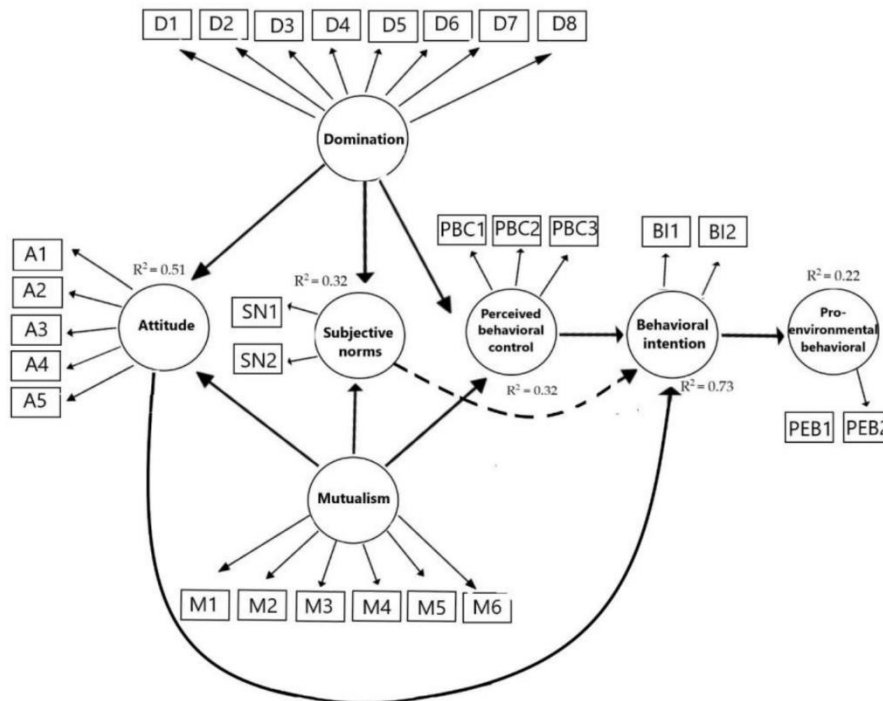 D1 D2 D3 D4 D5 D6 D7 D8
Domination
PBC1 PBC2 PBC3
BI1 BI2
A1
A2
A3
A4
A5
R² = 0.51
Attitude
R² = 0.32
SN1
SN2
Subjective
norms
Perceived
behavioral
control
R² = 0.32
Behavioral
intention
R² = 0.73
R² = 0.22
Pro-
environmental
behavioral
PEB1 PEB2
Mutualism
M1 M2 M3 M4 M5 M6